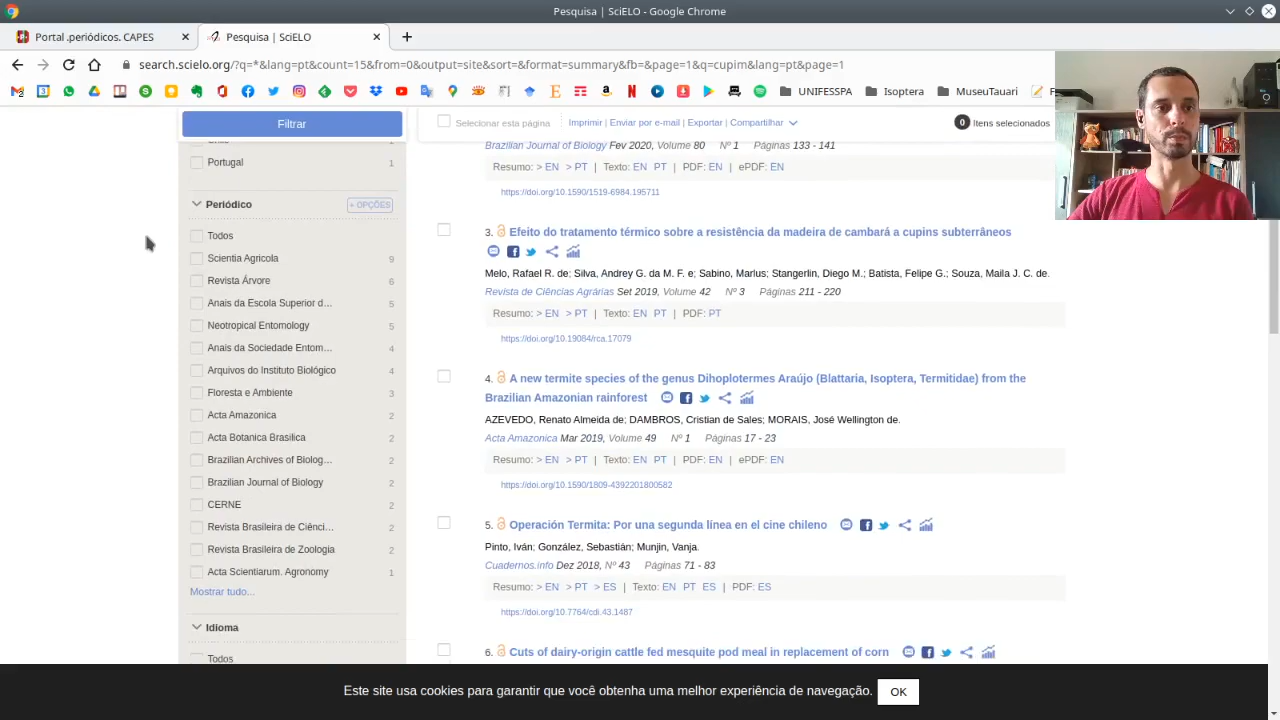 Pesquisa | SciELO - Google Chrome
Portal .periódicos. CAPES
Pesquisa | SciELO
search.scielo.org/?q=*&lang=pt&count=15&from=0&output=site&sort=&format=summary&fb=&page=1&q=cupim&lang=pt&page=1
UNIFESSPA
Isoptera
MuseuTauari
Filtrar
Selecionar esta página
Imprimir | Enviar por e-mail | Exportar | Compartilhar
0 Itens selecionados
Portugal 1
Periódico
+ OPÇÕES
Todos
Scientia Agricola 9
Revista Árvore 6
Anais da Escola Superior d... 5
Neotropical Entomology 5
Anais da Sociedade Entom... 4
Arquivos do Instituto Biológico 4
Floresta e Ambiente 3
Acta Amazonica 2
Acta Botanica Brasilica 2
Brazilian Archives of Biolog... 2
Brazilian Journal of Biology 2
CERNE 2
Revista Brasileira de Ciênci... 2
Revista Brasileira de Zoologia 2
Acta Scientiarum. Agronomy 1
Mostrar tudo...
Idioma
Todos
Brazilian Journal of Biology Fev 2020, Volume 80 Nº 1 Páginas 133 - 141
Resumo: > EN > PT | Texto: EN PT | PDF: EN | ePDF: EN
https://doi.org/10.1590/1519-6984.195711
3. Efeito do tratamento térmico sobre a resistência da madeira de cambará a cupins subterrâneos
Melo, Rafael R. de; Silva, Andrey G. da M. F. e; Sabino, Marlus; Stangerlin, Diego M.; Batista, Felipe G.; Souza, Maila J. C. de.
Revista de Ciências Agrárias Set 2019, Volume 42 Nº 3 Páginas 211 - 220
Resumo: > EN > PT | Texto: EN PT | PDF: PT
https://doi.org/10.19084/rca.17079
4. A new termite species of the genus Dihoplotermes Araújo (Blattaria, Isoptera, Termitidae) from the
Brazilian Amazonian rainforest
AZEVEDO, Renato Almeida de; DAMBROS, Cristian de Sales; MORAIS, José Wellington de.
Acta Amazonica Mar 2019, Volume 49 Nº 1 Páginas 17 - 23
Resumo: > EN > PT | Texto: EN PT | PDF: EN | ePDF: EN
https://doi.org/10.1590/1809-4392201800582
5. Operación Termita: Por una segunda línea en el cine chileno
Pinto, Iván; González, Sebastián; Munjin, Vanja.
Cuadernos.info Dez 2018, Nº 43 Páginas 71 - 83
Resumo: > EN > PT > ES | Texto: EN PT ES | PDF: ES
https://doi.org/10.7764/cdi.43.1487
6. Cuts of dairy-origin cattle fed mesquite pod meal in replacement of corn
Este site usa cookies para garantir que você obtenha uma melhor experiência de navegação. OK